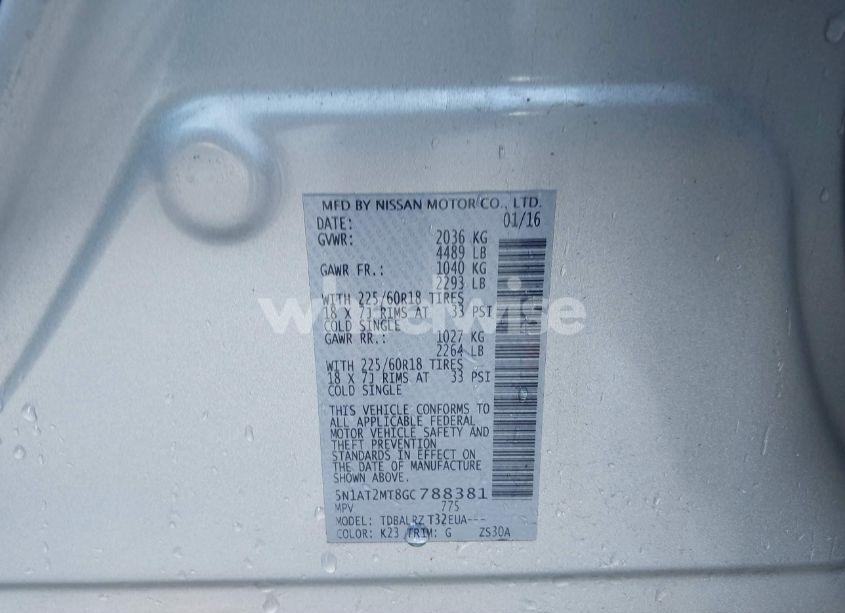 MFD BY NISSAN MOTOR CO., LTD.
DATE: 01/16
GVWR: 2036 KG
4489 LB
GAWR FR.: 1040 KG
2293 LB
WITH 225/60R18 TIRES
18 X 7J RIMS AT 33 PSI
COLD SINGLE
GAWR RR.: 1027 KG
2264 LB
WITH 225/60R18 TIRES
18 X 7J RIMS AT 33 PSI
COLD SINGLE
THIS VEHICLE CONFORMS TO
ALL APPLICABLE FEDERAL
MOTOR VEHICLE SAFETY AND
THEFT PREVENTION
STANDARDS IN EFFECT ON
THE DATE OF MANUFACTURE
SHOWN ABOVE.
5N1AT2MT8GC788381
MPV 775
MODEL: TDBALRZ T32EUA---
COLOR: K23 TRIM: G ZS30A